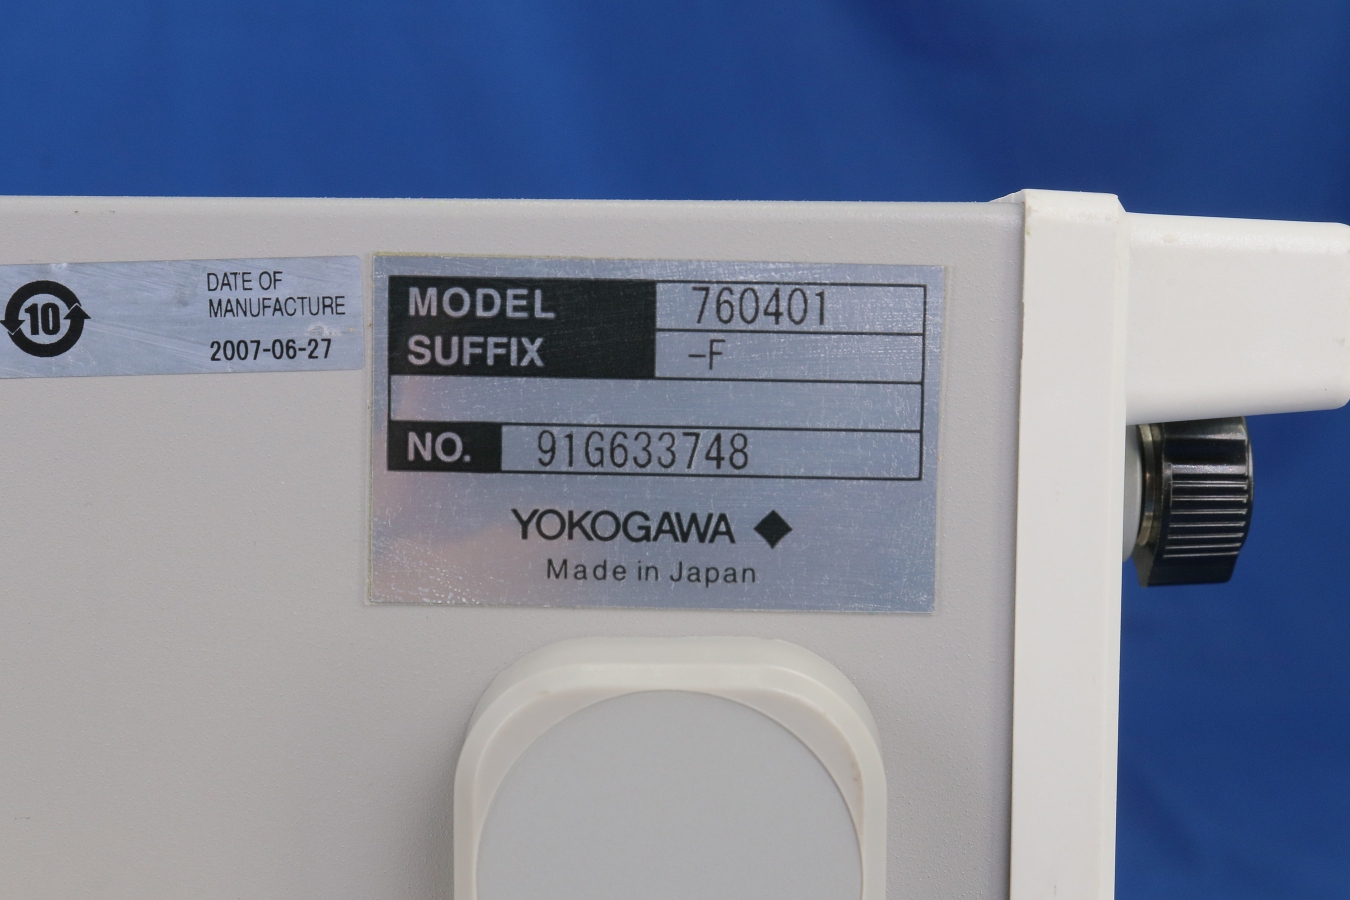 10
DATE OF
MANUFACTURE
2007-06-27
MODEL 760401
SUFFIX -F
NO. 91G633748
YOKOGAWA
Made in Japan